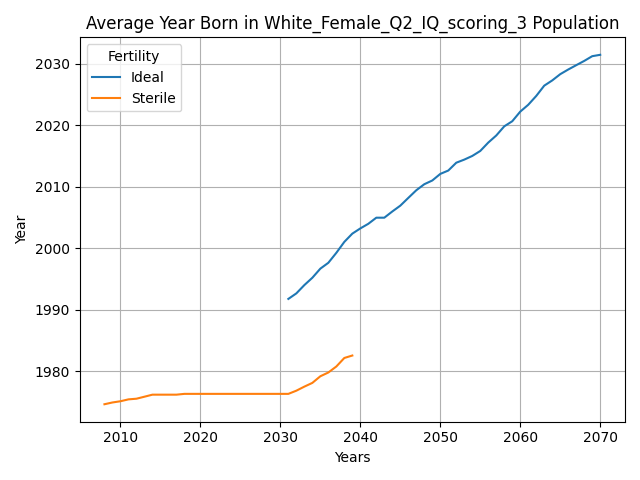 Average Year Born in White_Female_Q2_IQ_scoring_3 Population
Fertility
Ideal
Sterile
2030
2020
2010
2000
1990
1980
Year
2010 2020 2030 2040 2050 2060 2070
Years